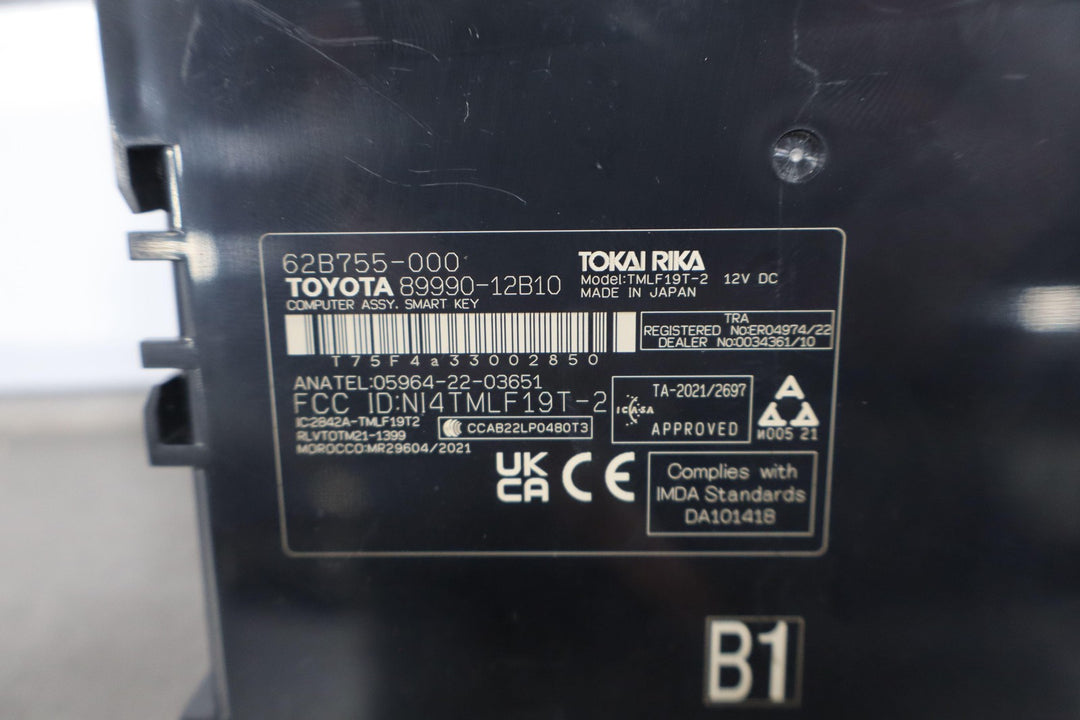 62B755-000
TOYOTA 89990-12B10
COMPUTER ASSY. SMART KEY
TOKAI RIKA
Model:TMLF19T-2 12V DC
MADE IN JAPAN
T75F4a33002850
TRA
REGISTERED No:ER04974/22
DEALER No:0034361/10
ANATEL:05964-22-03651
FCC ID:NI4TMLF19T-2
IC2842A-TMLF19T2
RLVTOTM21-1399
MOROCCO:MR29604/2021
CCAB22LP0480T3
TA-2021/2697
ICASA
APPROVED
И005 21
UK
CA
CE
Complies with
IMDA Standards
DA101418
B1